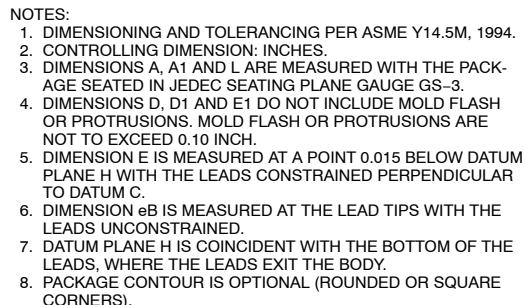 NOTES:
1. DIMENSIONING AND TOLERANCING PER ASME Y14.5M, 1994.
2. CONTROLLING DIMENSION: INCHES.
3. DIMENSIONS A, A1 AND L ARE MEASURED WITH THE PACK-
AGE SEATED IN JEDEC SEATING PLANE GAUGE GS−3.
4. DIMENSIONS D, D1 AND E1 DO NOT INCLUDE MOLD FLASH
OR PROTRUSIONS. MOLD FLASH OR PROTRUSIONS ARE
NOT TO EXCEED 0.10 INCH.
5. DIMENSION E IS MEASURED AT A POINT 0.015 BELOW DATUM
PLANE H WITH THE LEADS CONSTRAINED PERPENDICULAR
TO DATUM C.
6. DIMENSION eB IS MEASURED AT THE LEAD TIPS WITH THE
LEADS UNCONSTRAINED.
7. DATUM PLANE H IS COINCIDENT WITH THE BOTTOM OF THE
LEADS, WHERE THE LEADS EXIT THE BODY.
8. PACKAGE CONTOUR IS OPTIONAL (ROUNDED OR SQUARE
CORNERS).